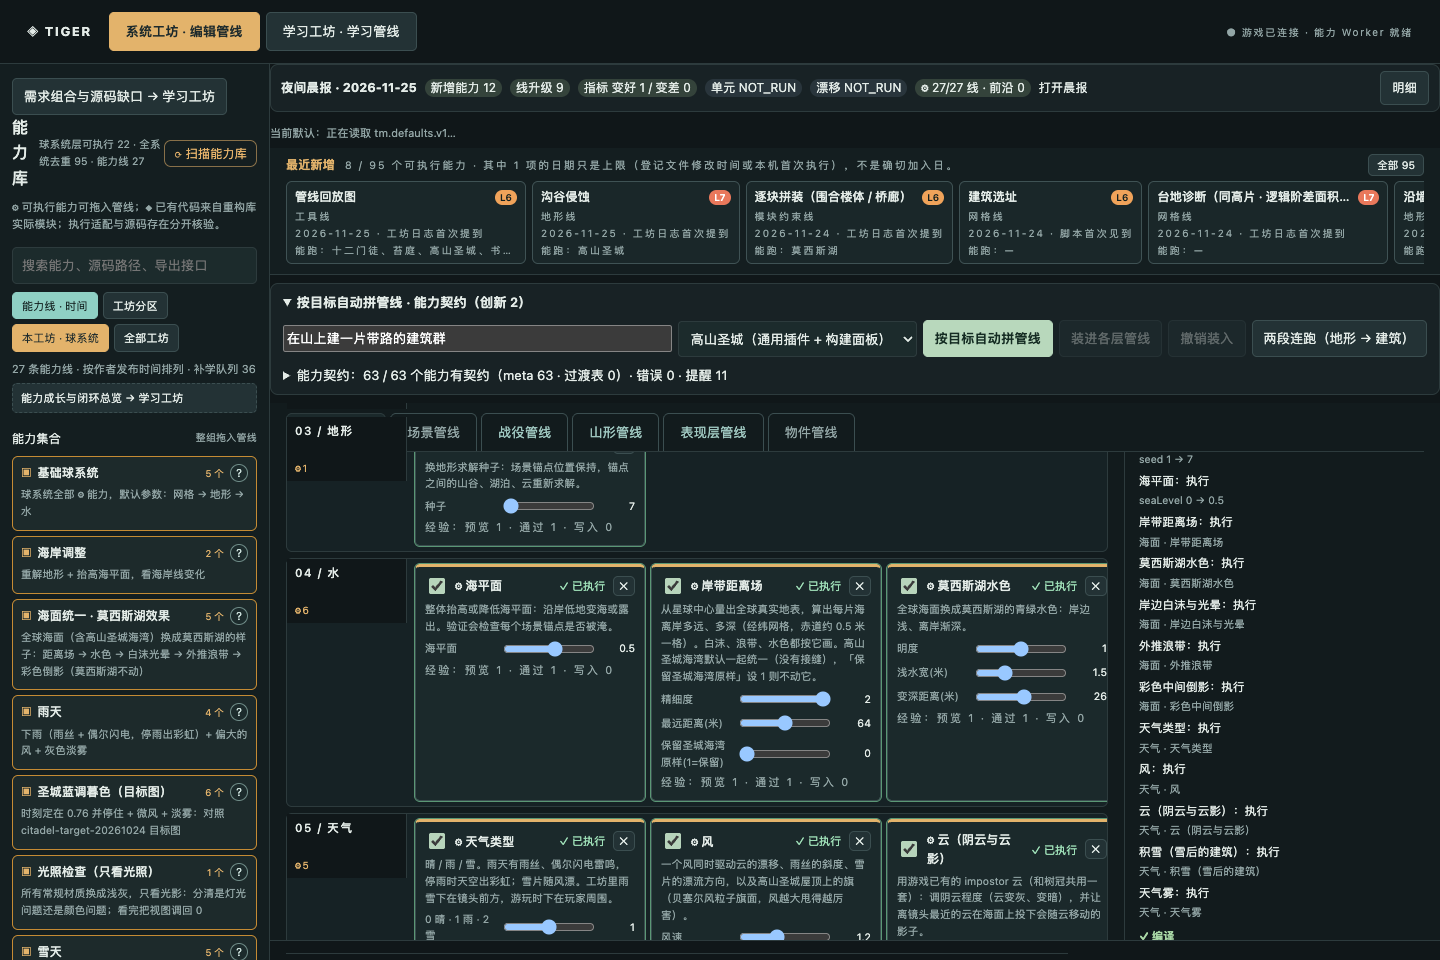 ◈ TIGER
系统工坊 · 编辑管线
学习工坊 · 学习管线
游戏已连接 · 能力 Worker 就绪
需求组合与源码缺口 → 学习工坊
能力库
球系统层可执行 22 · 全系统去重 95 · 能力线 27
⟳ 扫描能力库
⚙ 可执行能力可拖入管线；◆ 已有代码来自重构库
实际模块；执行适配与源码存在分开核验。
搜索能力、源码路径、导出接口
能力线 · 时间
工坊分区
本工坊 · 球系统
全部工坊
27 条能力线 · 按作者发布时间排列 · 补学队列 36
能力成长与闭环总览 → 学习工坊
能力集合
整组拖入管线
▣ 基础球系统 5 个 ?
球系统全部 ⚙ 能力，默认参数：网格 → 地形 →
水
▣ 海岸调整 2 个 ?
重解地形 + 抬高海平面，看海岸线变化
▣ 海面统一 · 莫西斯湖效果 5 个 ?
全球海面（含高山圣城海湾）换成莫西斯湖的样
子：距离场 → 水色 → 白沫光晕 → 外推浪带 →
彩色倒影（莫西斯湖不动）
▣ 雨天 4 个 ?
下雨（雨丝 + 偶尔闪电，停雨出彩虹）+ 偏大的
风 + 灰色淡雾
▣ 圣城蓝调暮色（目标图） 6 个 ?
时刻定在 0.76 并停住 + 微风 + 淡雾：对照
citadel-target-20261024 目标图
▣ 光照检查（只看光照） 1 个 ?
所有常规材质换成浅灰，只看光影：分清是灯光
问题还是颜色问题；看完把视图调回 0
▣ 雪天 5 个 ?
夜间晨报 · 2026-11-25
新增能力 12
线升级 9
指标 变好 1 / 变差 0
单元 NOT_RUN
漂移 NOT_RUN
⚙ 27/27 线 · 前沿 0
打开晨报
明细
当前默认：正在读取 tm.defaults.v1…
最近新增 8 / 95 个可执行能力 · 其中 1 项的日期只是上限（登记文件修改时间或本机首次执行），不是确切加入日。
全部 95
管线回放图 L6
工具线
2026-11-25 · 工坊日志首次提到
能跑：十二门徒、苔庭、高山圣城、书…
沟谷侵蚀 L7
地形线
2026-11-25 · 工坊日志首次提到
能跑：高山圣城
逐块拼装（围合楼体 / 桥廊） L6
模块约束线
2026-11-24 · 工坊日志首次提到
能跑：莫西斯湖
建筑选址 L6
网格线
2026-11-24 · 脚本首次见到
能跑：—
台地诊断（同高片 · 逻辑阶差面积… L7
网格线
2026-11-24 · 工坊日志首次提到
能跑：—
▼ 按目标自动拼管线 · 能力契约（创新 2）
在山上建一片带路的建筑群
高山圣城（通用插件 + 构建面板）
按目标自动拼管线
装进各层管线
撤销装入
两段连跑（地形 → 建筑）
▶ 能力契约：63 / 63 个能力有契约（meta 63 · 过渡表 0）· 错误 0 · 提醒 11
场景管线
战役管线
山形管线
表现层管线
物件管线
03 / 地形
⚙1
换地形求解种子：场景锚点位置保持，锚点
之间的山谷、湖泊、云重新求解。
种子 7
经验：预览 1 · 通过 1 · 写入 0
04 / 水
⚙6
⚙ 海平面 ✓ 已执行 ✕
整体抬高或降低海平面：沿岸低地变海或露
出。验证会检查每个场景锚点是否被淹。
海平面 0.5
经验：预览 1 · 通过 1 · 写入 0
⚙ 岸带距离场 ✓ 已执行 ✕
从星球中心量出全球真实地表，算出每片海
离岸多远、多深（经纬网格，赤道约 0.5 米
一格）。白沫、浪带、水色都按它画。高山
圣城海湾默认一起统一（没有接缝），「保
留圣城海湾原样」设 1 则不动它。
精细度 2
最远距离(米) 64
保留圣城海湾
原样(1=保留) 0
经验：预览 1 · 通过 1 · 写入 0
⚙ 莫西斯湖水色 ✓ 已执行 ✕
全球海面换成莫西斯湖的青绿水色：岸边
浅、离岸渐深。
明度 1
浅水宽(米) 1.5
变深距离(米) 26
经验：预览 1 · 通过 1 · 写入 0
05 / 天气
⚙5
⚙ 天气类型 ✓ 已执行 ✕
晴 / 雨 / 雪。雨天有雨丝、偶尔闪电雷鸣，
停雨时天空出彩虹；雪片随风漂。工坊里雨
雪下在镜头前方，游玩时下在玩家周围。
0 晴 · 1 雨 · 2
雪 1
⚙ 风 ✓ 已执行 ✕
一个风同时驱动云的漂移、雨丝的斜度、雪
片的漂流方向，以及高山圣城屋顶上的旗
（贝塞尔风粒子旗面，风越大甩得越厉
害）。
风速 1.2
⚙ 云（阴云与云影） ✓ 已执行 ✕
用游戏已有的 impostor 云（和树冠共用一
套）：调阴云程度（云变灰、变暗），并让
离镜头最近的云在海面上投下会随云移动的
影子。
seed 1 → 7
海平面：执行
seaLevel 0 → 0.5
岸带距离场：执行
海面 · 岸带距离场
莫西斯湖水色：执行
海面 · 莫西斯湖水色
岸边白沫与光晕：执行
海面 · 岸边白沫与光晕
外推浪带：执行
海面 · 外推浪带
彩色中间倒影：执行
海面 · 彩色中间倒影
天气类型：执行
天气 · 天气类型
风：执行
天气 · 风
云（阴云与云影）：执行
天气 · 云（阴云与云影）
积雪（雪后的建筑）：执行
天气 · 积雪（雪后的建筑）
天气雾：执行
天气 · 天气雾
✓ 编译